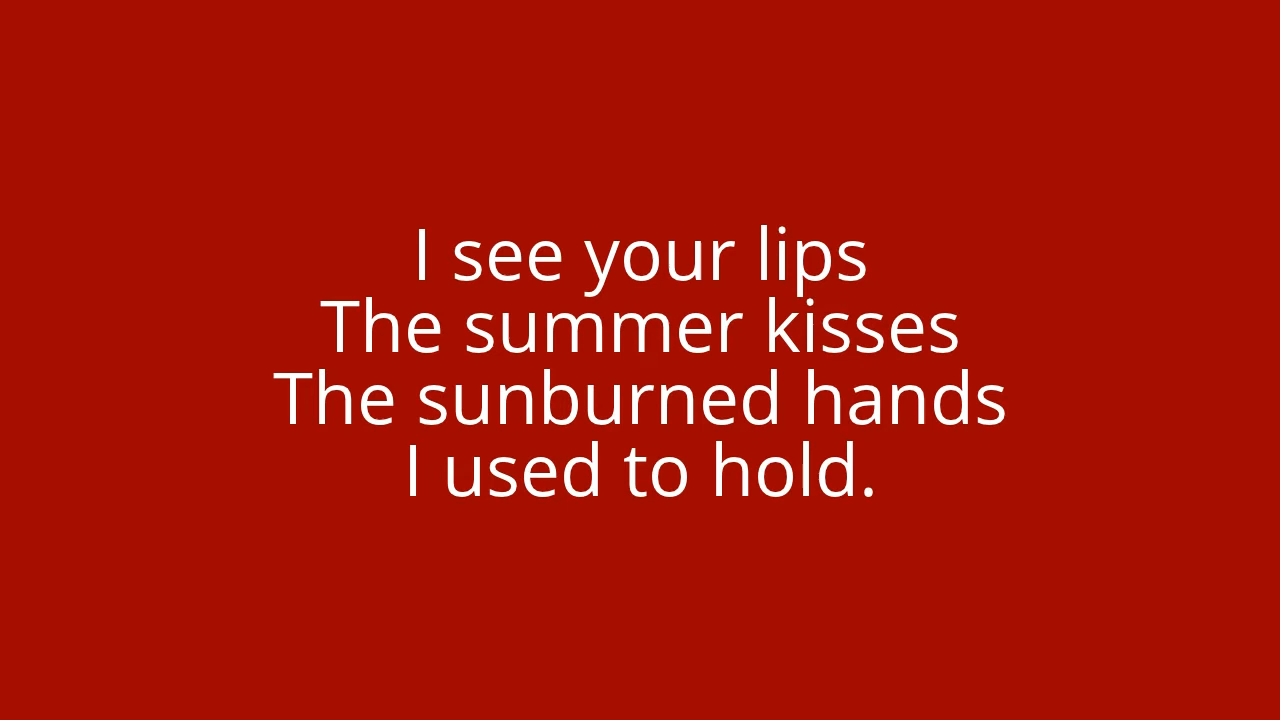 I see your lips
The summer kisses
The sunburned hands
I used to hold.